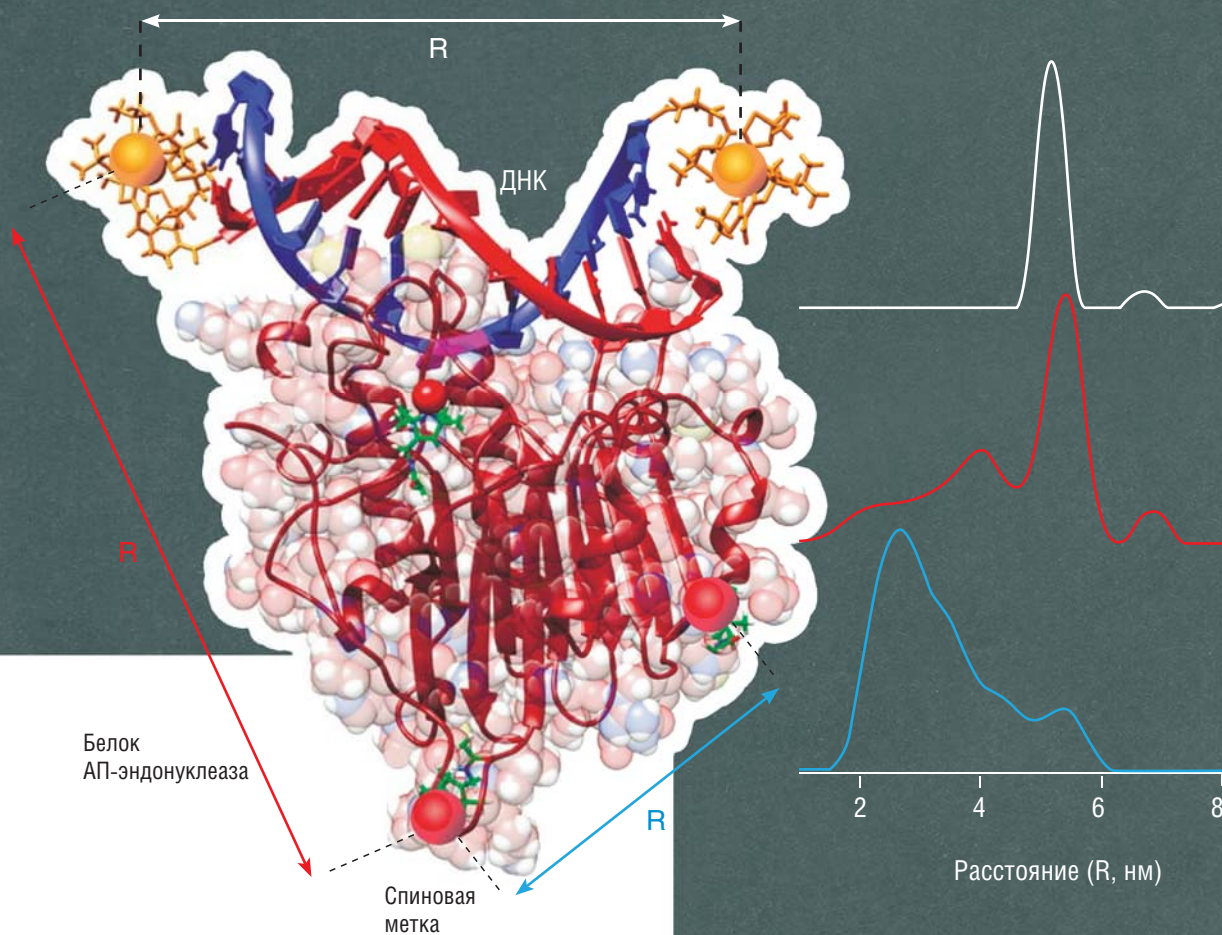 R
ДНК
R
Белок
АП-эндонуклеаза
R
Спиновая
метка
2 4 6 8
Расстояние (R, нм)